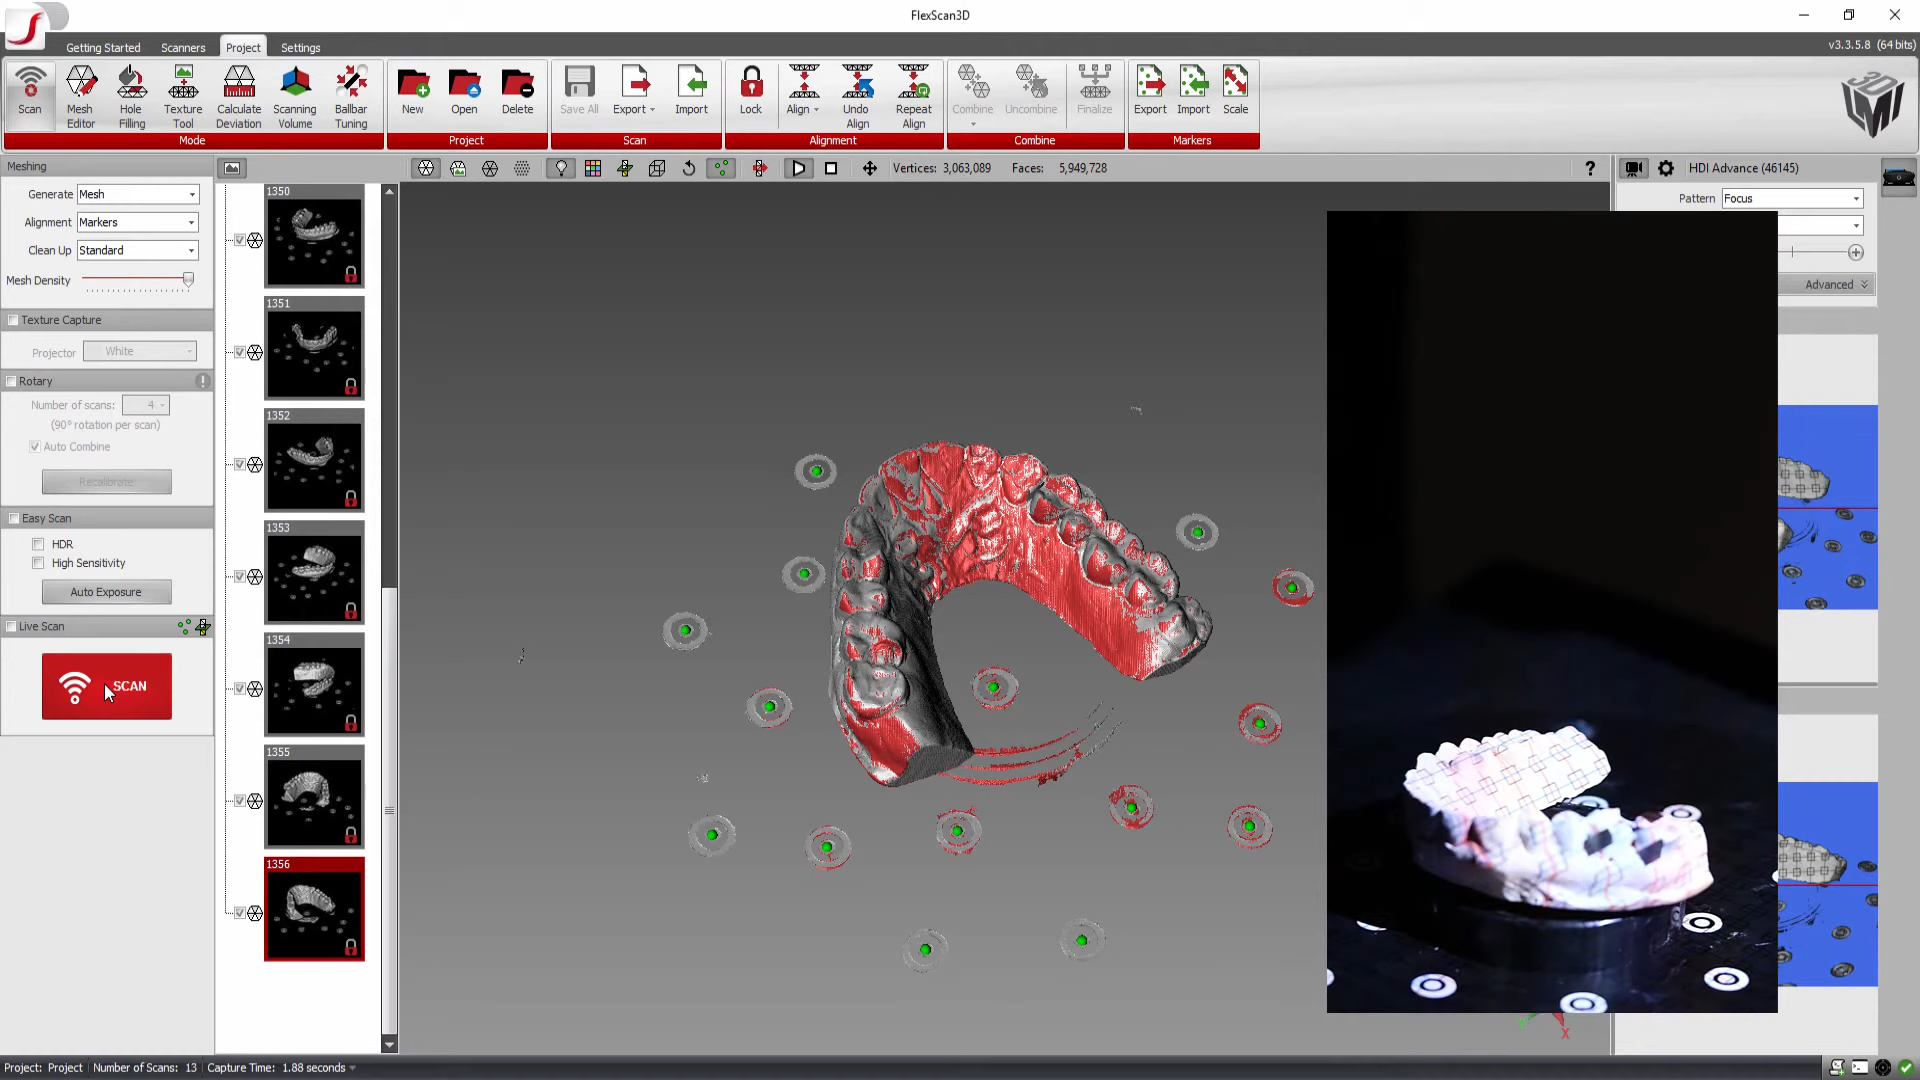 FlexScan3D
Getting Started Scanners Project Settings
v3.3.5.8 (64 bits)
Scan
Mesh Editor
Hole Filling
Texture Tool
Calculate Deviation
Scanning Volume
Ballbar Tuning
New
Open
Delete
Save All
Export
Import
Lock
Align
Undo Align
Repeat Align
Combine
Uncombine
Finalize
Export
Import
Scale
Mode
Project
Scan
Alignment
Combine
Markers
Meshing
Generate Mesh
Alignment Markers
Clean Up Standard
Mesh Density
Texture Capture
Projector White
Rotary
Number of scans: 4
(90° rotation per scan)
Auto Combine
Recalibrate
Easy Scan
HDR
High Sensitivity
Auto Exposure
Live Scan
SCAN
1350
1351
1352
1353
1354
1355
1356
Vertices: 3,063,089 Faces: 5,949,728
?
HDI Advance (46145)
Pattern Focus
Advanced
X
Project: Project Number of Scans: 13 Capture Time: 1.88 seconds